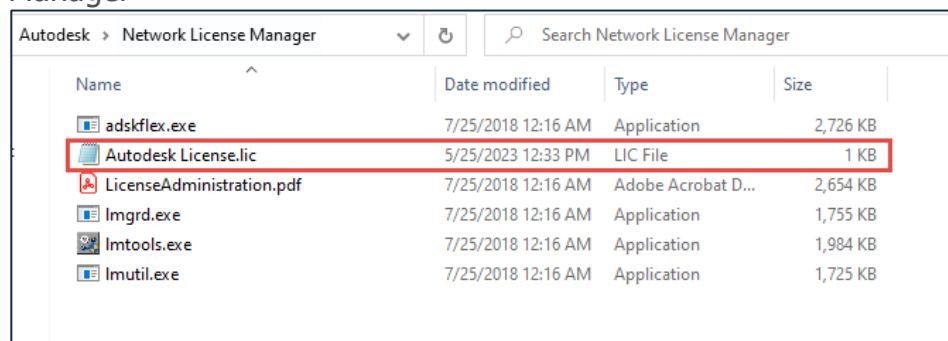 Manager
Autodesk > Network License Manager Search Network License Manager
Name Date modified Type Size
adskflex.exe 7/25/2018 12:16 AM Application 2,726 KB
Autodesk License.lic 5/25/2023 12:33 PM LIC File 1 KB
LicenseAdministration.pdf 7/25/2018 12:16 AM Adobe Acrobat D... 2,654 KB
lmgrd.exe 7/25/2018 12:16 AM Application 1,755 KB
lmtools.exe 7/25/2018 12:16 AM Application 1,984 KB
lmutil.exe 7/25/2018 12:16 AM Application 1,725 KB